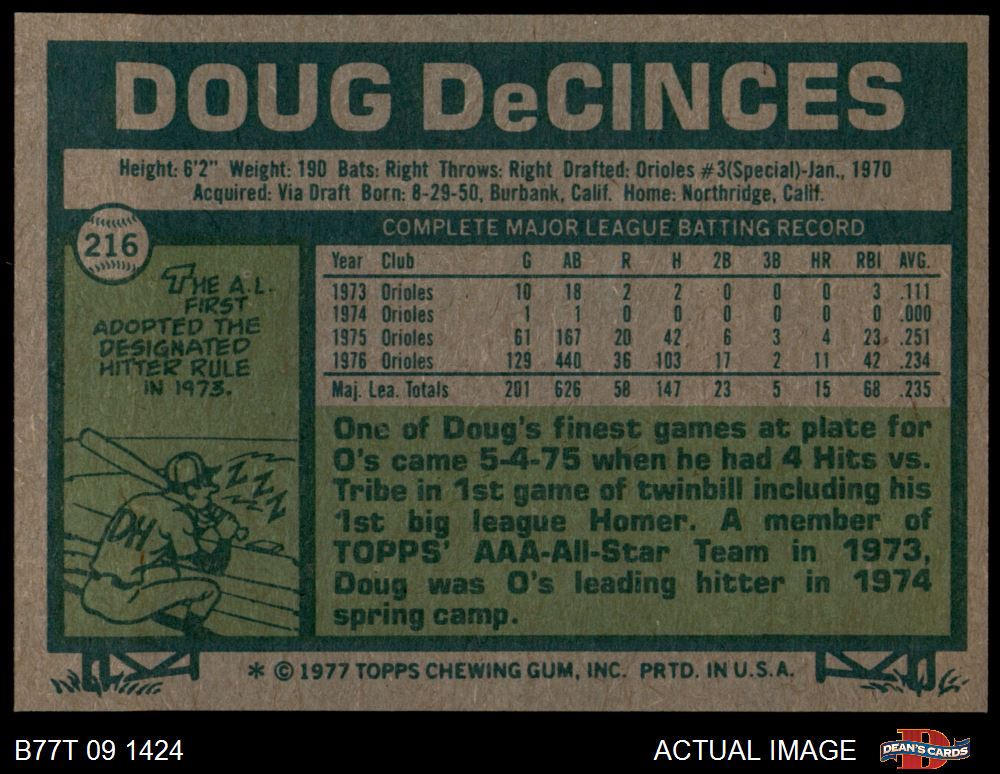 DOUG DeCINCES
Height: 6'2" Weight: 190 Bats: Right Throws: Right Drafted: Orioles #3(Special)-Jan., 1970
Acquired: Via Draft Born: 8-29-50, Burbank, Calif. Home: Northridge, Calif.
216
THE A.L.
FIRST
ADOPTED THE
DESIGNATED
HITTER RULE
IN 1973.
ZZZZ
DH
COMPLETE MAJOR LEAGUE BATTING RECORD
Year Club G AB R H 2B 3B HR RBI AVG.
1973 Orioles 10 18 2 2 0 0 0 3 .111
1974 Orioles 1 1 0 0 0 0 0 0 .000
1975 Orioles 61 167 20 42 6 3 4 23 .251
1976 Orioles 129 440 36 103 17 2 11 42 .234
Maj. Lea. Totals 201 626 58 147 23 5 15 68 .235
One of Doug's finest games at plate for
O's came 5-4-75 when he had 4 Hits vs.
Tribe in 1st game of twinbill including his
1st big league Homer. A member of
TOPPS' AAA-All-Star Team in 1973,
Doug was O's leading hitter in 1974
spring camp.
* © 1977 TOPPS CHEWING GUM, INC. PRTD. IN U.S.A.
B77T 09 1424
ACTUAL IMAGE
DEAN'S CARDS